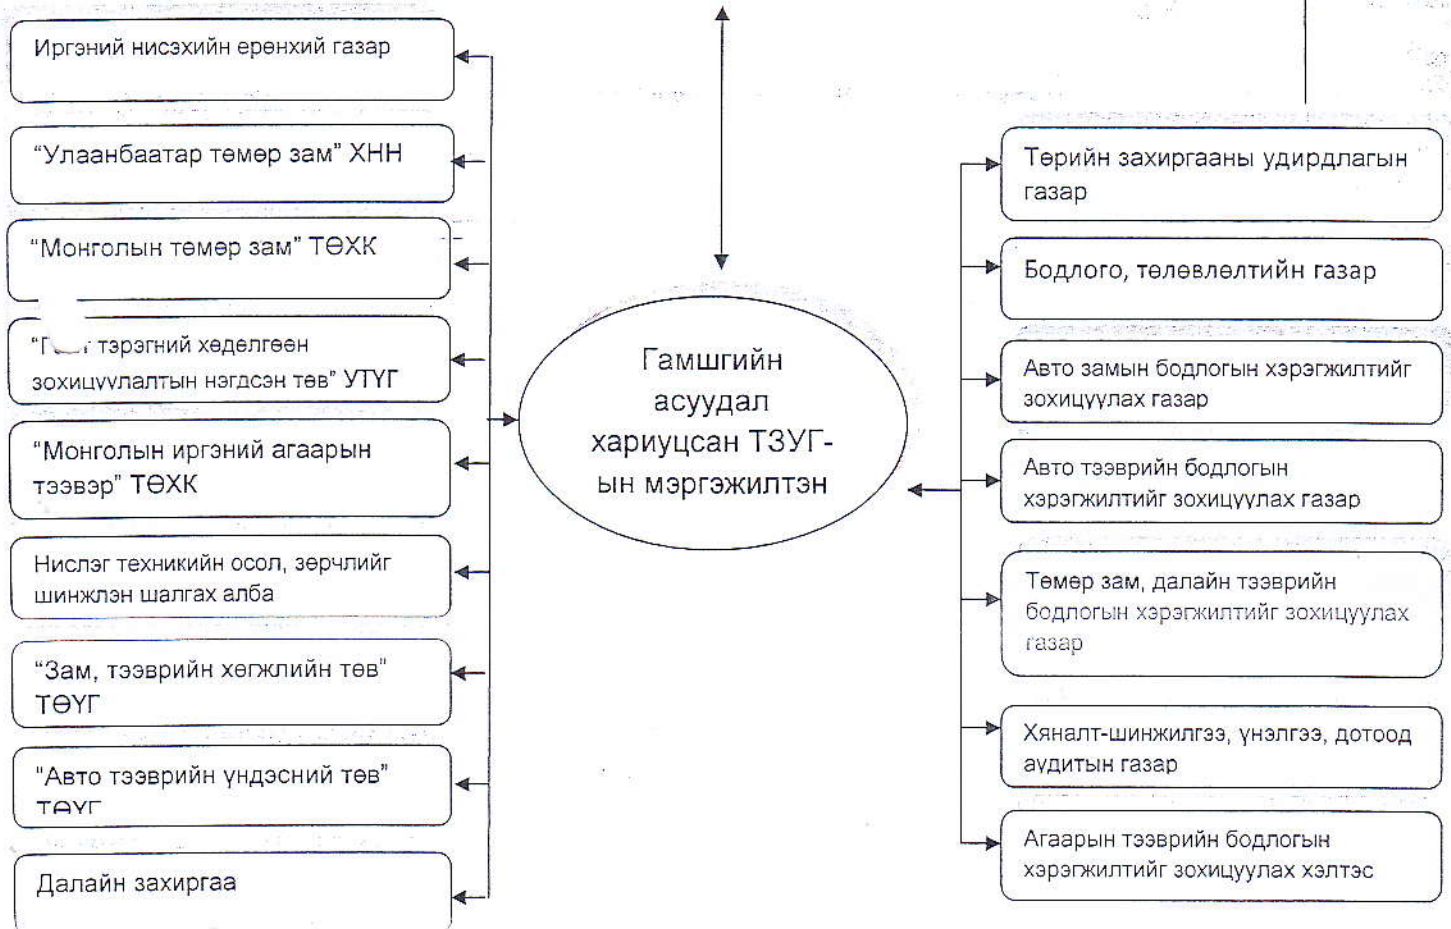 Иргэний нисэхийн ерөнхий газар
“Улаанбаатар төмөр зам” ХНН
“Монголын төмөр зам” ТӨХК
тэрэгний хөдөлгөөн
зохицуулалтын нэгдсэн төв” УТҮГ
“Монголын иргэний агаарын
тээвэр” ТӨХК
Нислэг техникийн осол, зөрчлийг
шинжлэн шалгах алба
“Зам, тээврийн хөгжлийн төв”
ТӨҮГ
“Авто тээврийн үндэсний төв”
ТӨҮГ
Далайн захиргаа
Гамшгийн
асуудал
хариуцсан ТЗУГ-
ын мэргэжилтэн
Төрийн захиргааны удирдлагын
газар
Бодлого, төлөвлөлтийн газар
Авто замын бодлогын хэрэгжилтийг
зохицуулах газар
Авто тээврийн бодлогын
хэрэгжилтийг зохицуулах газар
Төмөр зам, далайн тээврийн
бодлогын хэрэгжилтийг зохицуулах
газар
Хяналт-шинжилгээ, үнэлгээ, дотоод
аудитын газар
Агаарын тээврийн бодлогын
хэрэгжилтийг зохицуулах хэлтэс